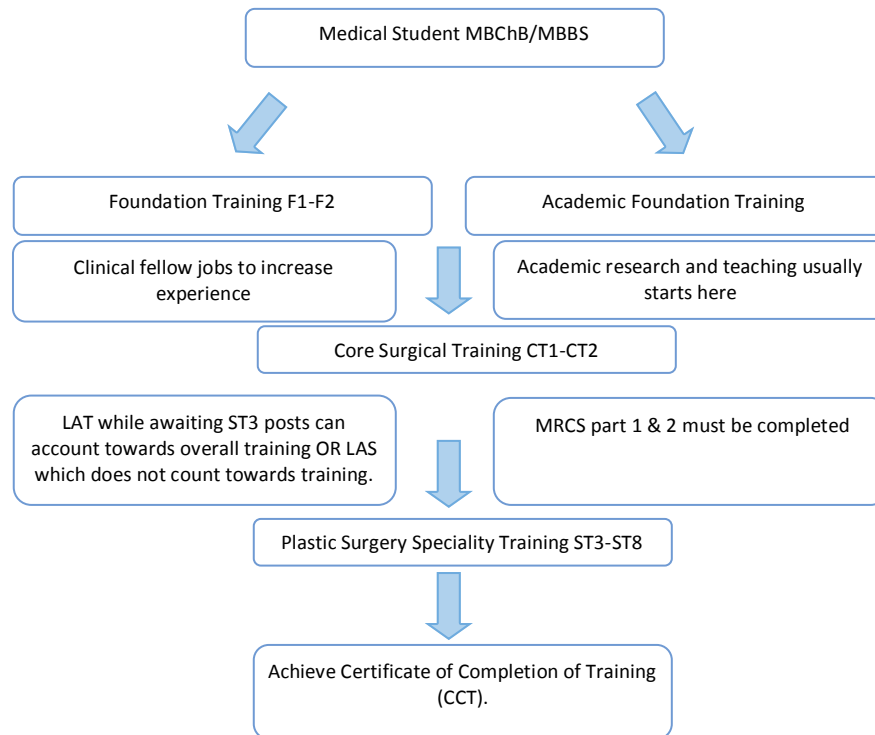 Medical Student MBChB/MBBS
Foundation Training F1-F2
Academic Foundation Training
Clinical fellow jobs to increase
experience
Academic research and teaching usually
starts here
Core Surgical Training CT1-CT2
LAT while awaiting ST3 posts can
account towards overall training OR LAS
which does not count towards training.
MRCS part 1 & 2 must be completed
Plastic Surgery Speciality Training ST3-ST8
Achieve Certificate of Completion of Training
(CCT).